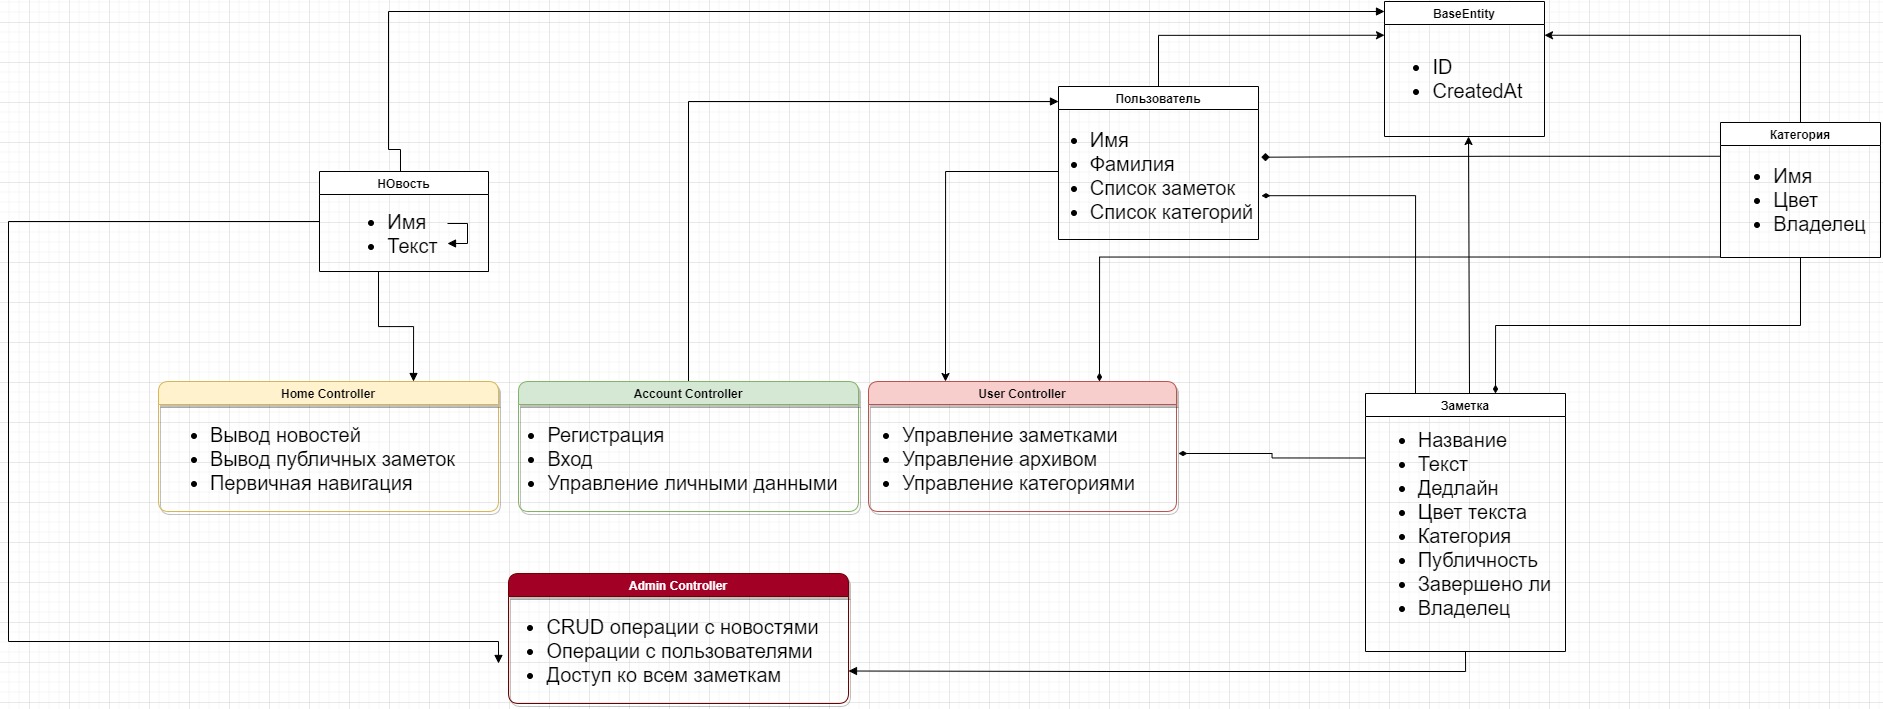 BaseEntity
ID
CreatedAt
Пользователь
Имя
Фамилия
Список заметок
Список категорий
Категория
Имя
Цвет
Владелец
НОвость
Имя
Текст
Home Controller
Вывод новостей
Вывод публичных заметок
Первичная навигация
Account Controller
Регистрация
Вход
Управление личными данными
User Controller
Управление заметками
Управление архивом
Управление категориями
Заметка
Название
Текст
Дедлайн
Цвет текста
Категория
Публичность
Завершено ли
Владелец
Admin Controller
CRUD операции с новостями
Операции с пользователями
Доступ ко всем заметкам